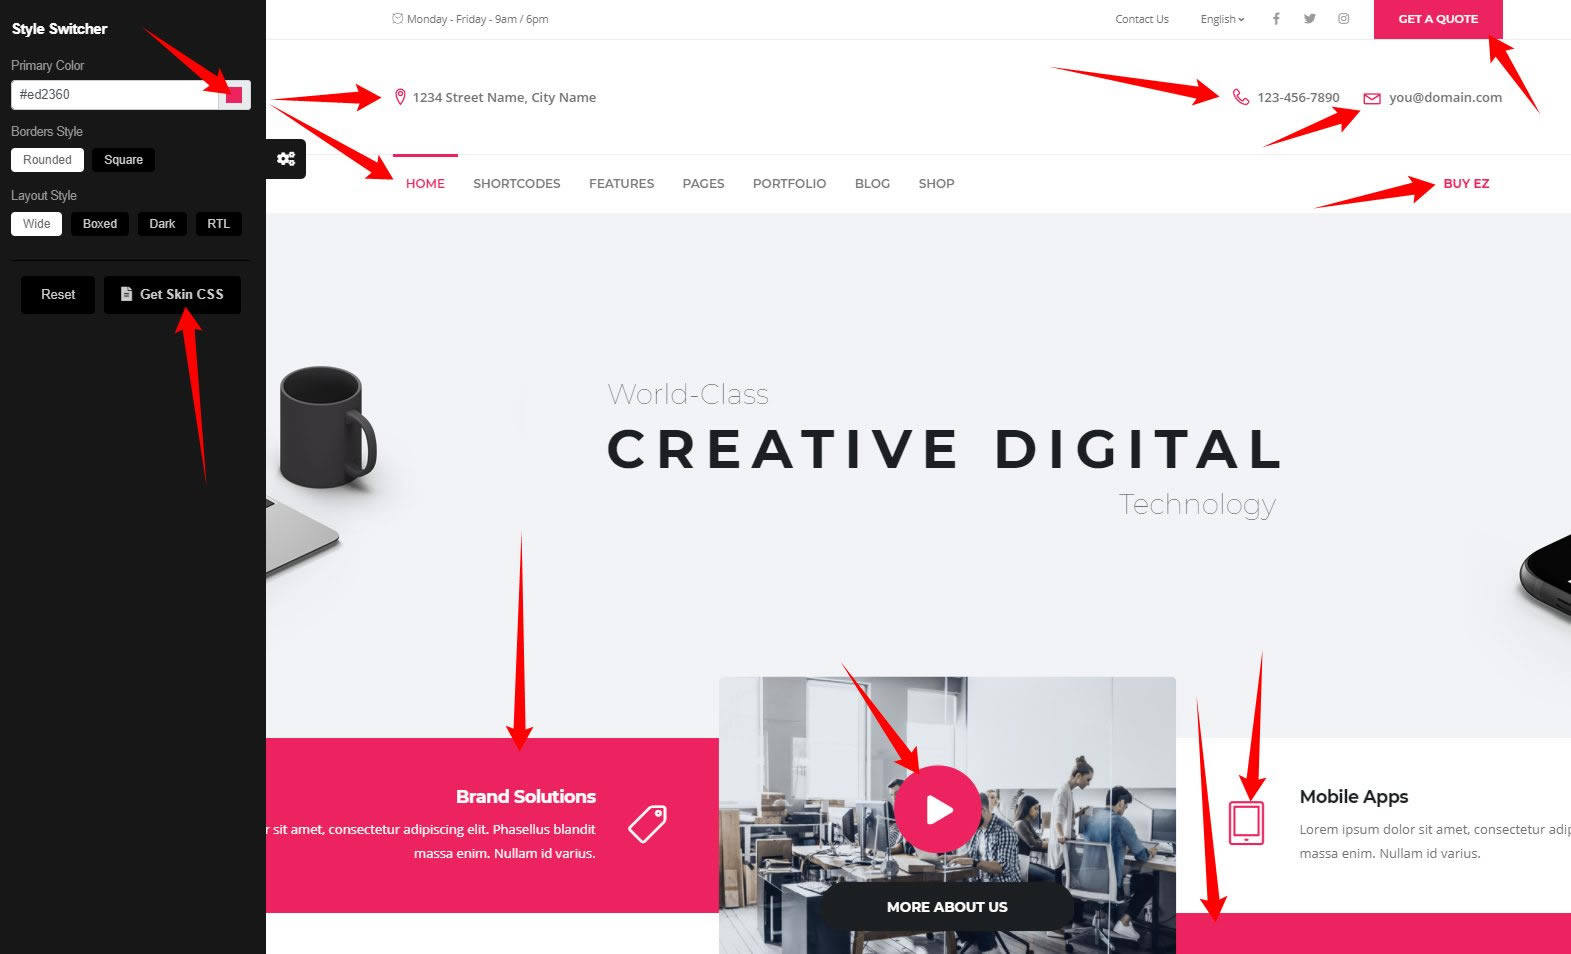 Style Switcher
Primary Color
#ed2360
Borders Style
Rounded Square
Layout Style
Wide Boxed Dark RTL
Reset Get Skin CSS
Monday - Friday - 9am / 6pm
Contact Us English
GET A QUOTE
1234 Street Name, City Name
123-456-7890 you@domain.com
HOME SHORTCODES FEATURES PAGES PORTFOLIO BLOG SHOP
BUY EZ
World-Class
CREATIVE DIGITAL
Technology
Brand Solutions
r sit amet, consectetur adipiscing elit. Phasellus blandit
massa enim. Nullam id varius.
MORE ABOUT US
Mobile Apps
Lorem ipsum dolor sit amet, consectetur adip
massa enim. Nullam id varius.